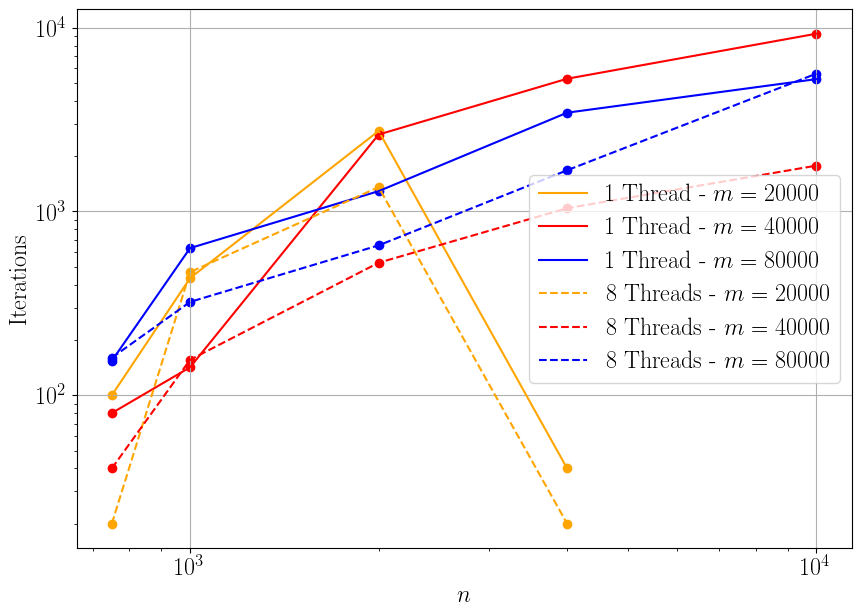 10^4
10^3
10^2
Iterations
1 Thread - m = 20000
1 Thread - m = 40000
1 Thread - m = 80000
8 Threads - m = 20000
8 Threads - m = 40000
8 Threads - m = 80000
10^3
10^4
n